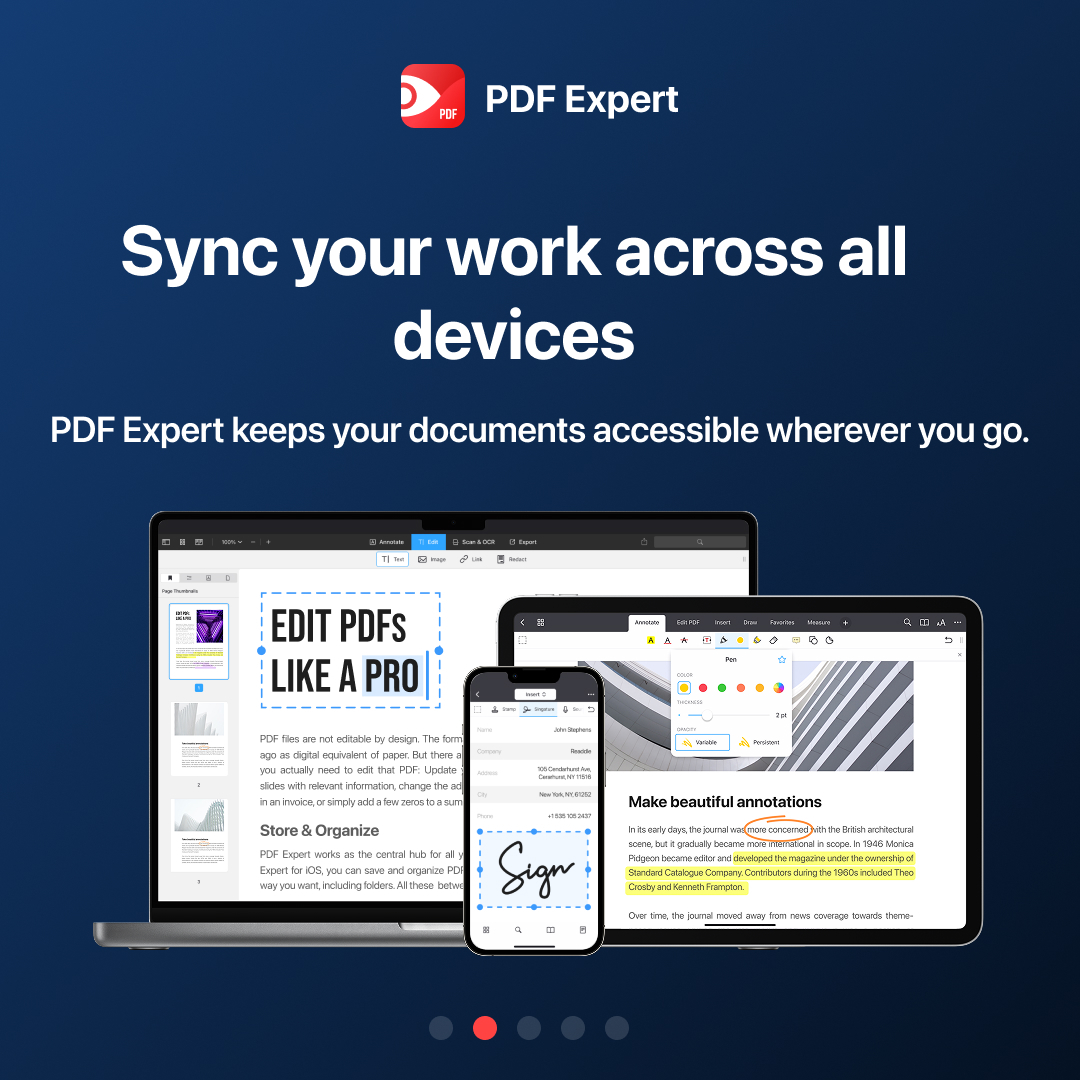 PDF
PDF Expert
Sync your work across all
devices
PDF Expert keeps your documents accessible wherever you go.
100%
Annotate
Edit
Scan & OCR
Export
Text
Image
Link
Redact
Page Thumbnails
EDIT PDFs
LIKE A PRO
1
2
3
EDIT PDFs
LIKE A PRO
PDF files are not editable by design. The form
ago as digital equivalent of paper. But there a
you actually need to edit that PDF: Update
slides with relevant information, change the ad
in an invoice, or simply add a few zeros to a sum
Store & Organize
PDF Expert works as the central hub for all y
Expert for iOS, you can save and organize PDF
way you want, including folders. All these betwe
Insert
Stamp
Singature
Name
John Stephens
Company
Readdle
Address
105 Cendarhurst Ave,
Cerarhurst, NY 11516
City
New York, NY, 61252
Phone
+1 535 105 2437
Sign
Annotate
Edit PDF
Insert
Draw
Favorites
Measure
Pen
COLOR
THICKNESS
2 pt
OPACITY
Variable
Persistent
Make beautiful annotations
In its early days, the journal was more concerned with the British architectural
scene, but it gradually became more international in scope. In 1946 Monica
Pidgeon became editor and developed the magazine under the ownership of
Standard Catalogue Company. Contributors during the 1960s included Theo
Crosby and Kenneth Frampton.
Over time, the journal moved away from news coverage towards theme-